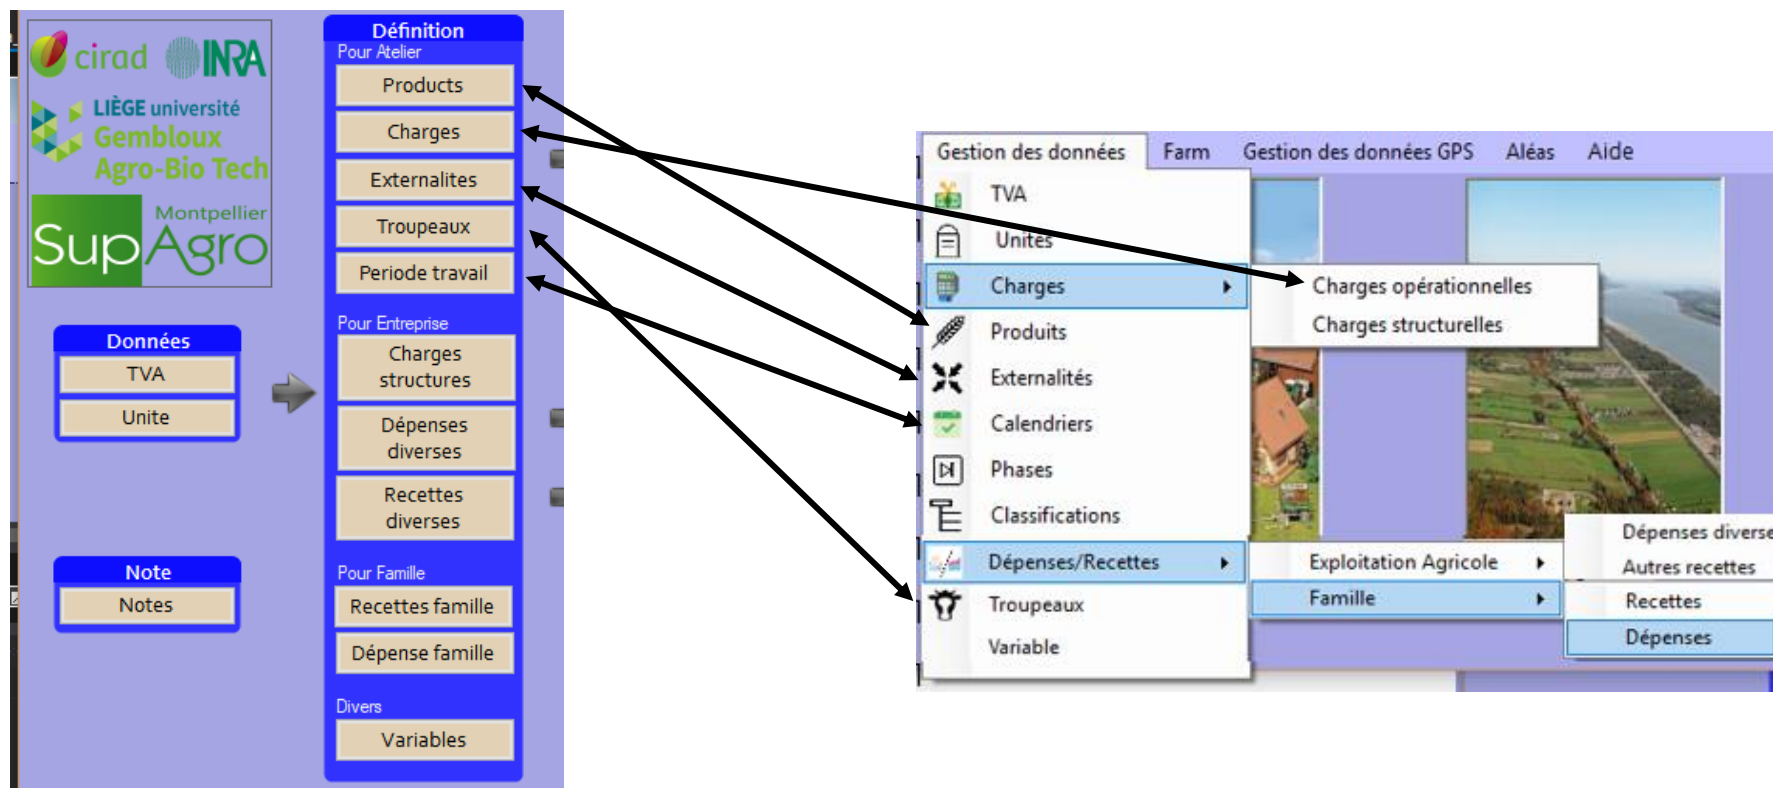 cirad INRA
LIÈGE université
Gembloux
Agro-Bio Tech
Montpellier
SupAgro
Données
TVA
Unite
Note
Notes
Définition
Pour Atelier
Products
Charges
Externalites
Troupeaux
Periode travail
Pour Entreprise
Charges
structures
Dépenses
diverses
Recettes
diverses
Pour Famille
Recettes famille
Dépense famille
Divers
Variables
Gestion des données Farm Gestion des données GPS Aléas Aide
TVA
Unites
Charges
Produits
Externalités
Calendriers
Phases
Classifications
Dépenses/Recettes
Troupeaux
Variable
Charges opérationnelles
Charges structurelles
Exploitation Agricole
Famille
Dépenses diverse
Autres recettes
Recettes
Dépenses